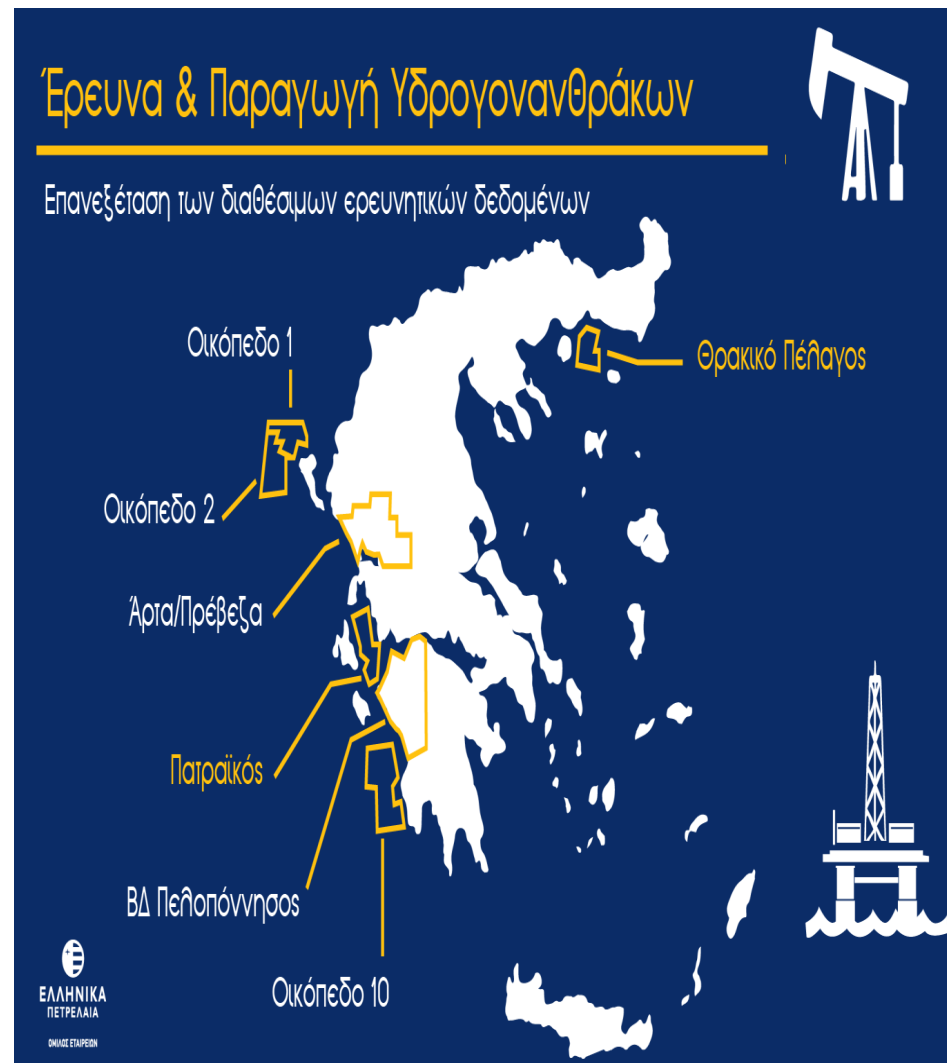 Έρευνα & Παραγωγή Υδρογονανθράκων
Επανεξέταση των διαθέσιμων ερευνητικών δεδομένων
Οικόπεδο 1
Θρακικό Πέλαγος
Οικόπεδο 2
Άρτα/Πρέβεζα
Πατραϊκός
ΒΔ Πελοπόννησος
Οικόπεδο 10
ΕΛΛΗΝΙΚΑ
ΠΕΤΡΕΛΑΙΑ
ΟΜΙΛΟΣ ΕΤΑΙΡΕΙΩΝ